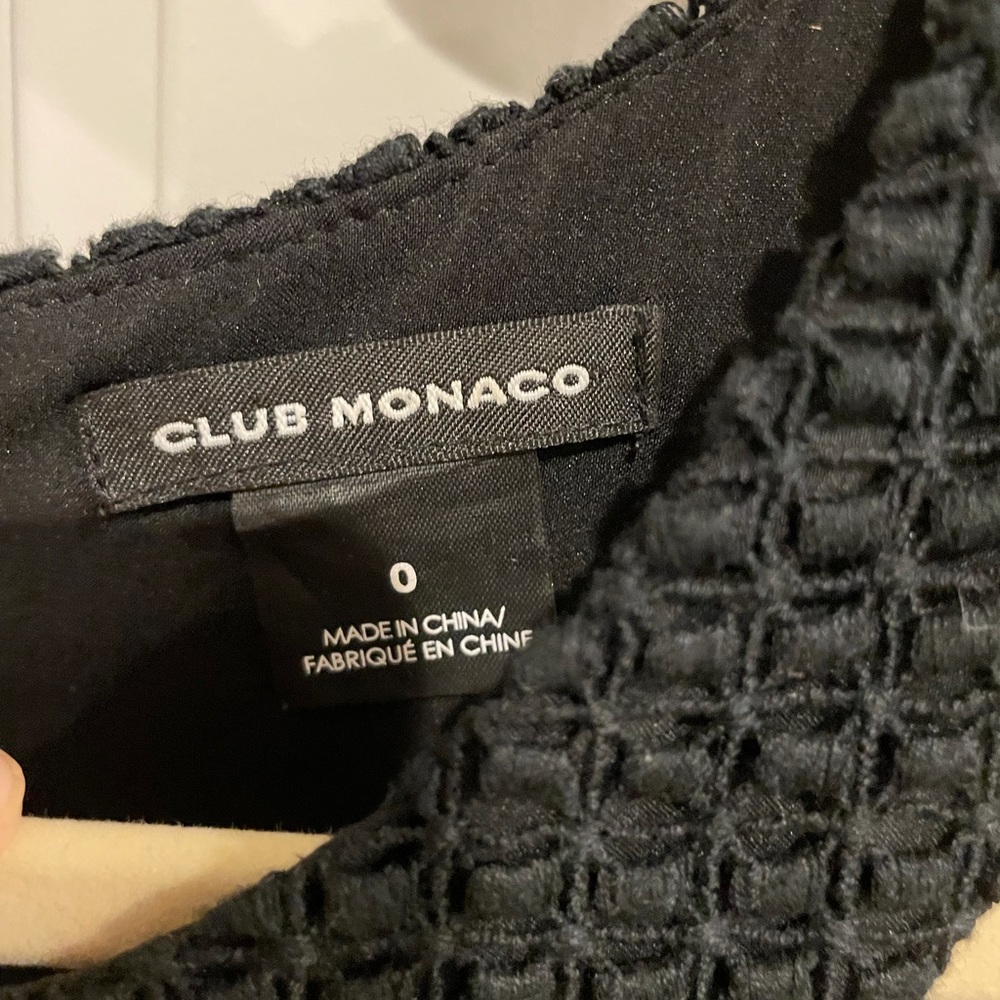 CLUB MONACO
0
MADE IN CHINA/
FABRIQUÉ EN CHINE